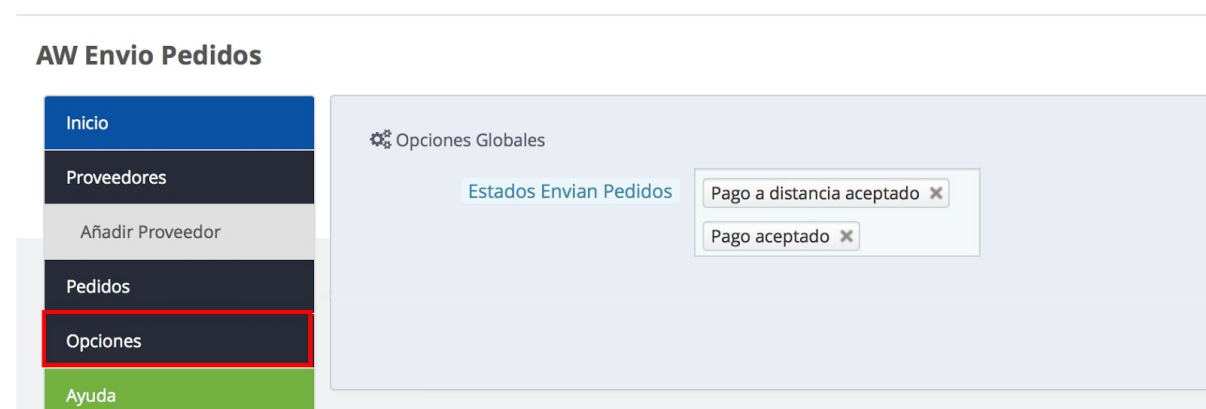 AW Envio Pedidos
Inicio
Proveedores
Añadir Proveedor
Pedidos
Opciones
Ayuda
Opciones Globales
Estados Envian Pedidos
Pago a distancia aceptado
Pago aceptado